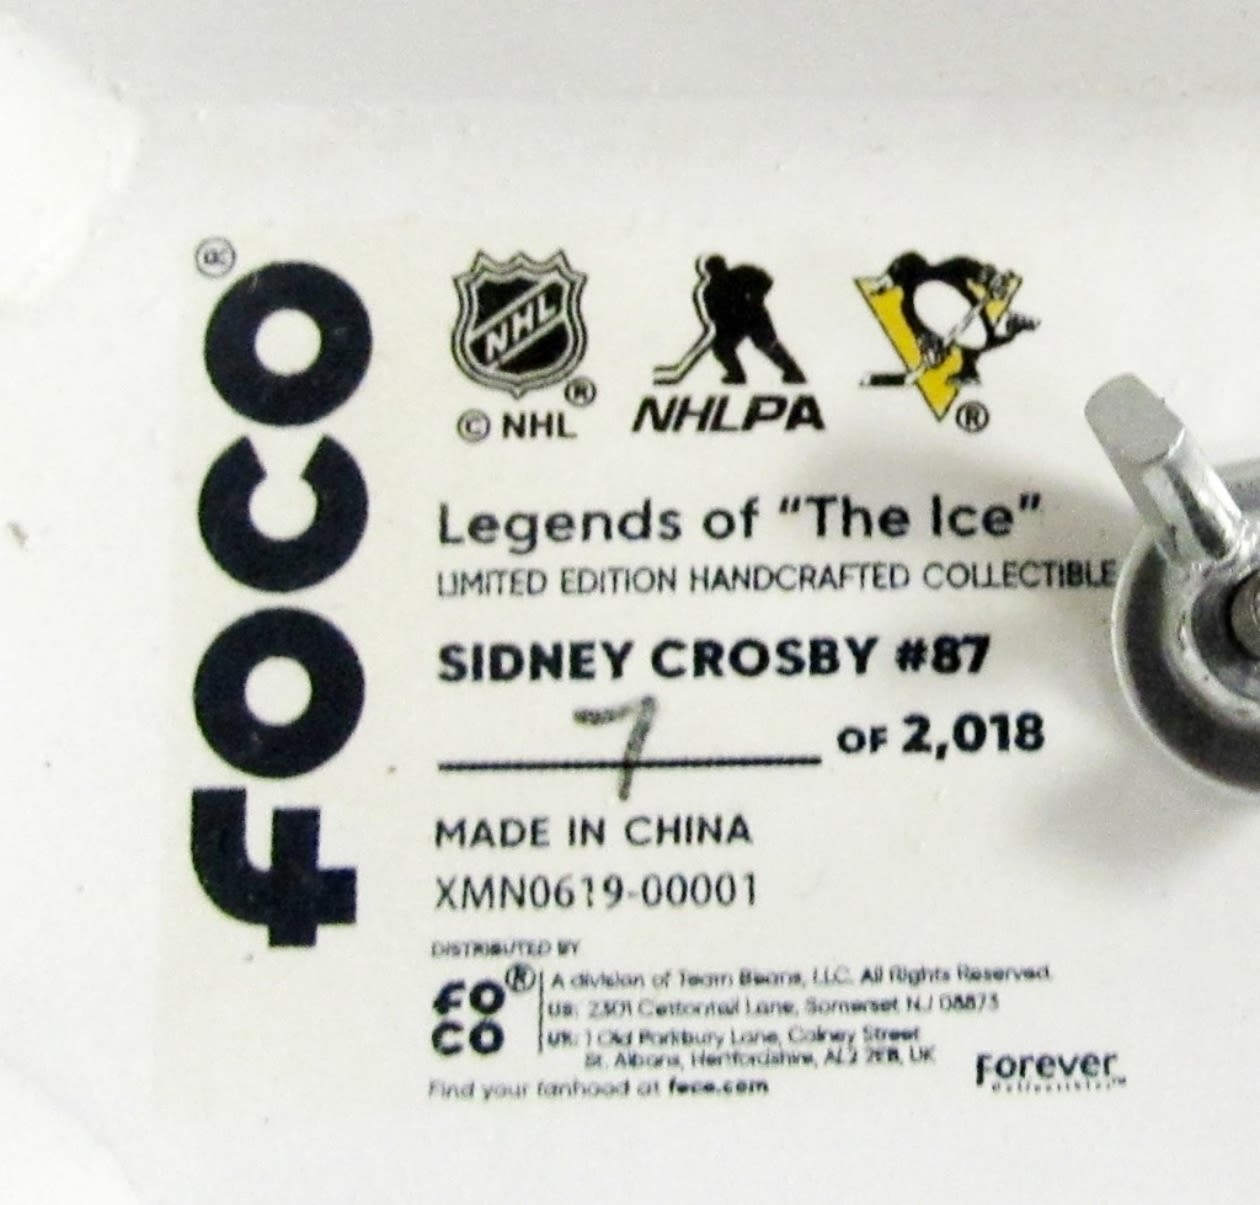 FOCO
NHL
© NHL ®
NHLPA
®
Legends of “The Ice”
LIMITED EDITION HANDCRAFTED COLLECTIBLE
SIDNEY CROSBY #87
7 OF 2,018
MADE IN CHINA
XMN0619-00001
DISTRIBUTED BY
FOCO ®
A division of Team Beans, LLC. All Rights Reserved.
US: 2301 Cottontail Lane, Somerset NJ 08873
UK: 1 Old Parkbury Lane, Colney Street
St. Albans, Hertfordshire, AL2 2EB, UK
Find your fanhood at foco.com
Forever
Collectibles™